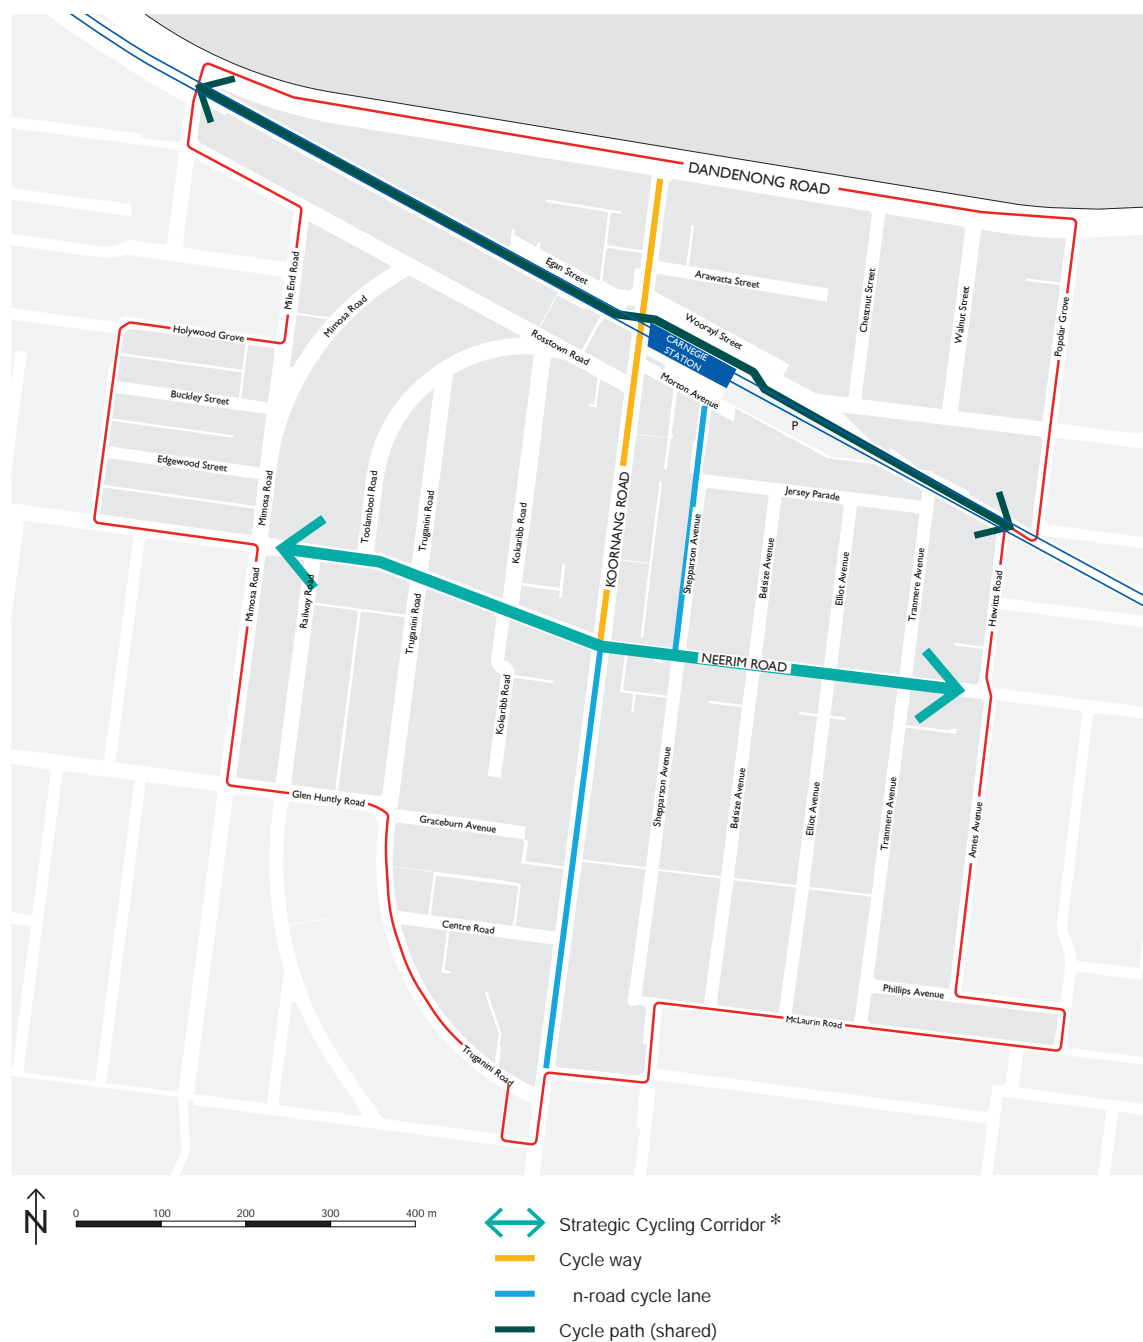 DANDENONG ROAD
Egan Street
Arawatta Street
Mile End Road
Mimosa Road
Chestnut Street
Walnut Street
Popolar Grove
Woorayl Street
Holywood Grove
Rosstown Road
CARNEGIE
STATION
Morton Avenue
Buckley Street
P
Edgewood Street
Mimosa Road
Toolambool Road
Truganini Road
Kokaribb Road
KOORNANG ROAD
Jersey Parade
Shepparson Avenue
Belsize Avenue
Elliot Avenue
Tranmere Avenue
Hewitts Road
Mimosa Road
Railway Road
Truganini Road
NEERIM ROAD
Kokaribb Road
Glen Huntly Road
Graceburn Avenue
Shepparson Avenue
Belsize Avenue
Elliot Avenue
Tranmere Avenue
Ames Avenue
Centre Road
Phillips Avenue
McLaurin Road
Truganini Road
N
0 100 200 300 400 m
Strategic Cycling Corridor *
Cycle way
n-road cycle lane
Cycle path (shared)